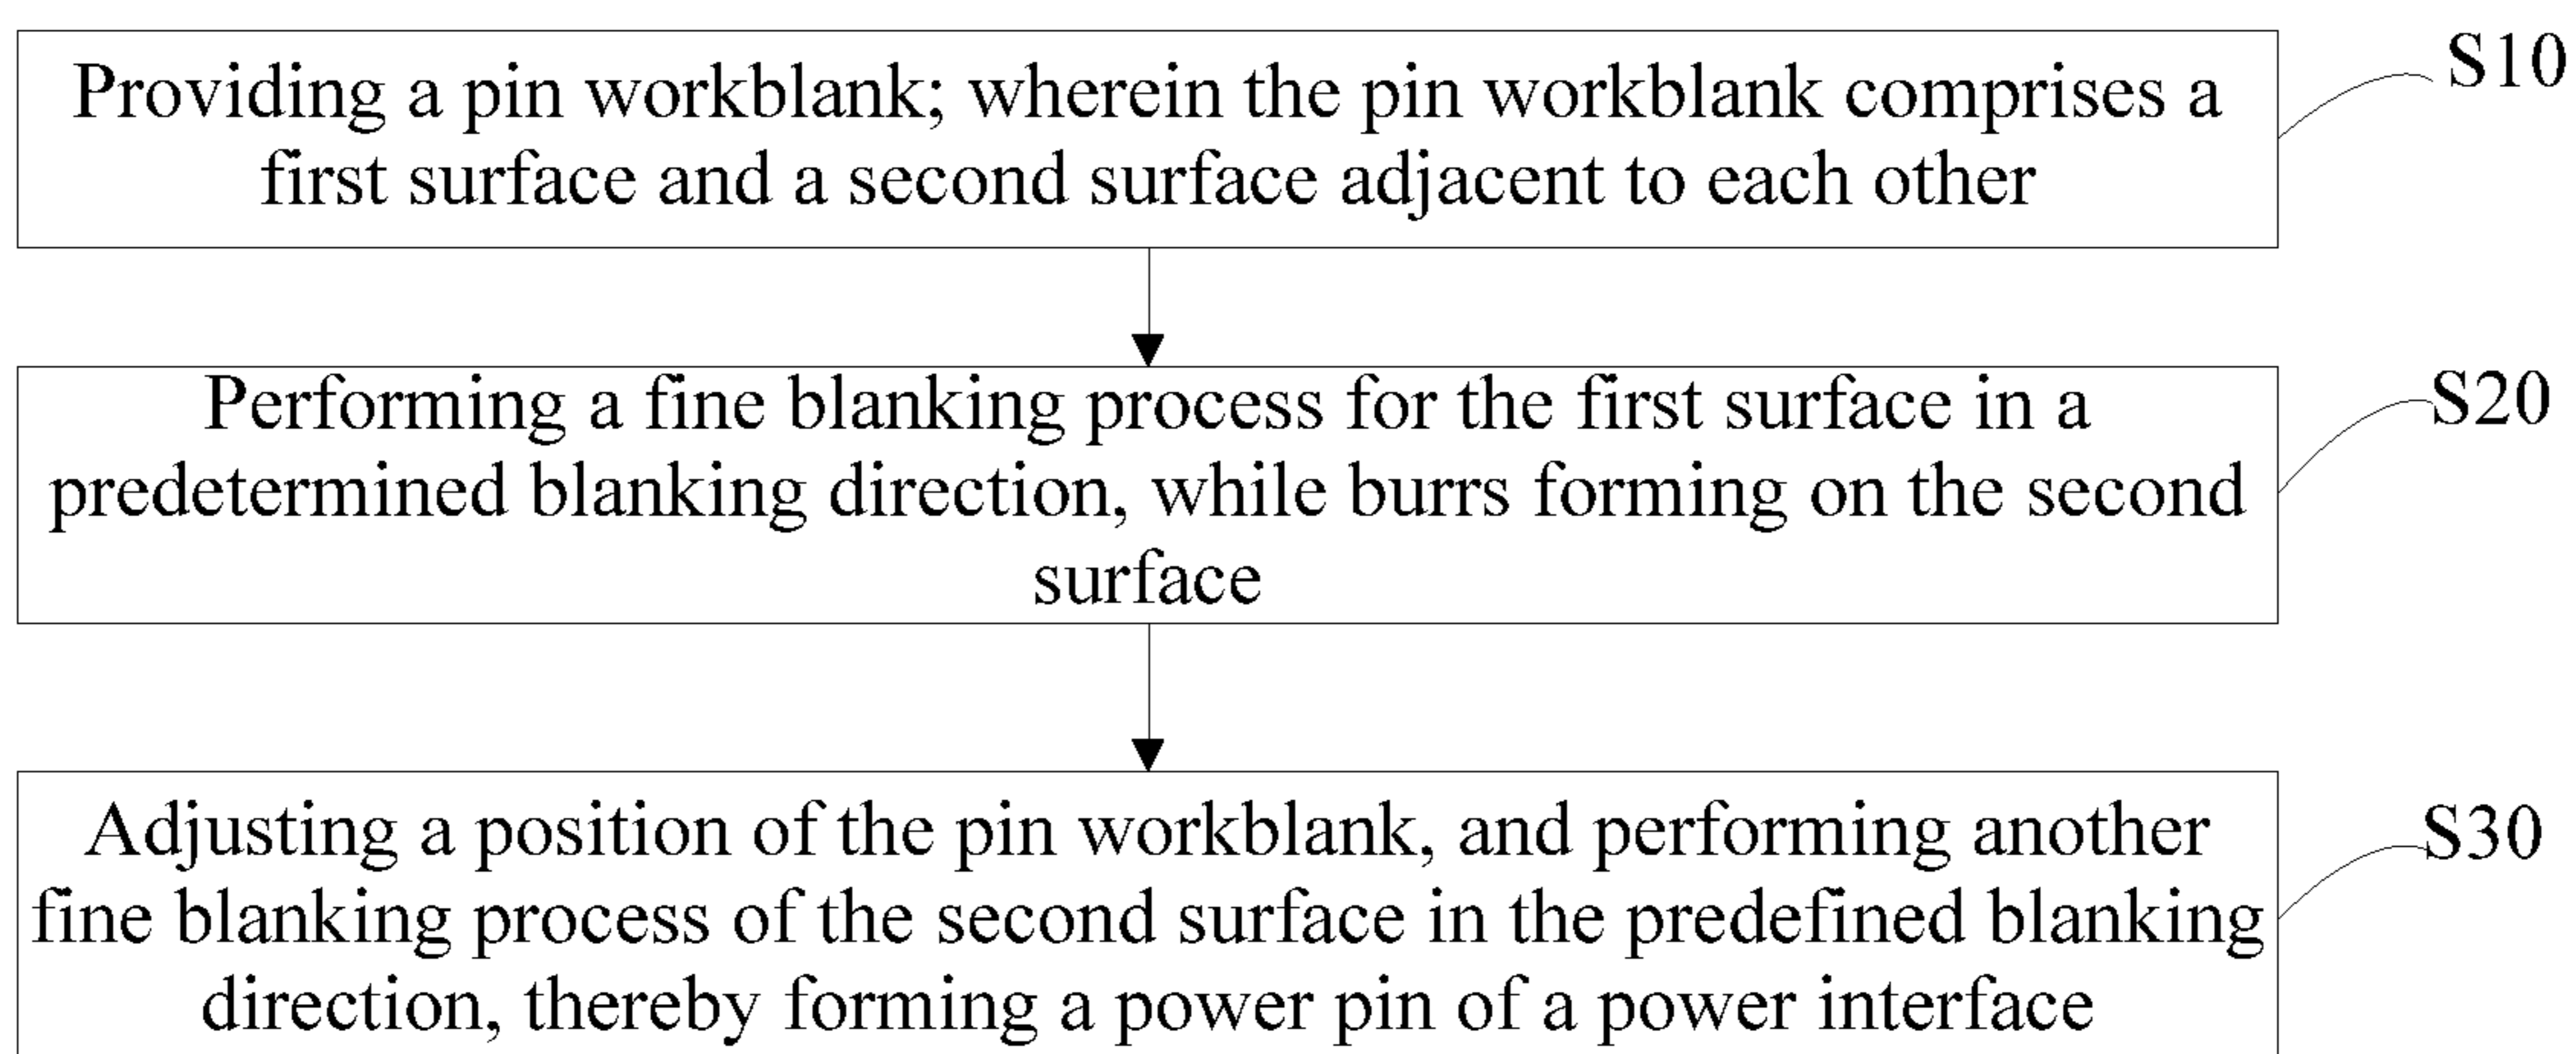 Providing a pin workblank; wherein the pin workblank comprises a
first surface and a second surface adjacent to each other
S10
Performing a fine blanking process for the first surface in a
predetermined blanking direction, while burrs forming on the second
surface
S20
Adjusting a position of the pin workblank, and performing another
fine blanking process of the second surface in the predefined blanking
direction, thereby forming a power pin of a power interface
S30